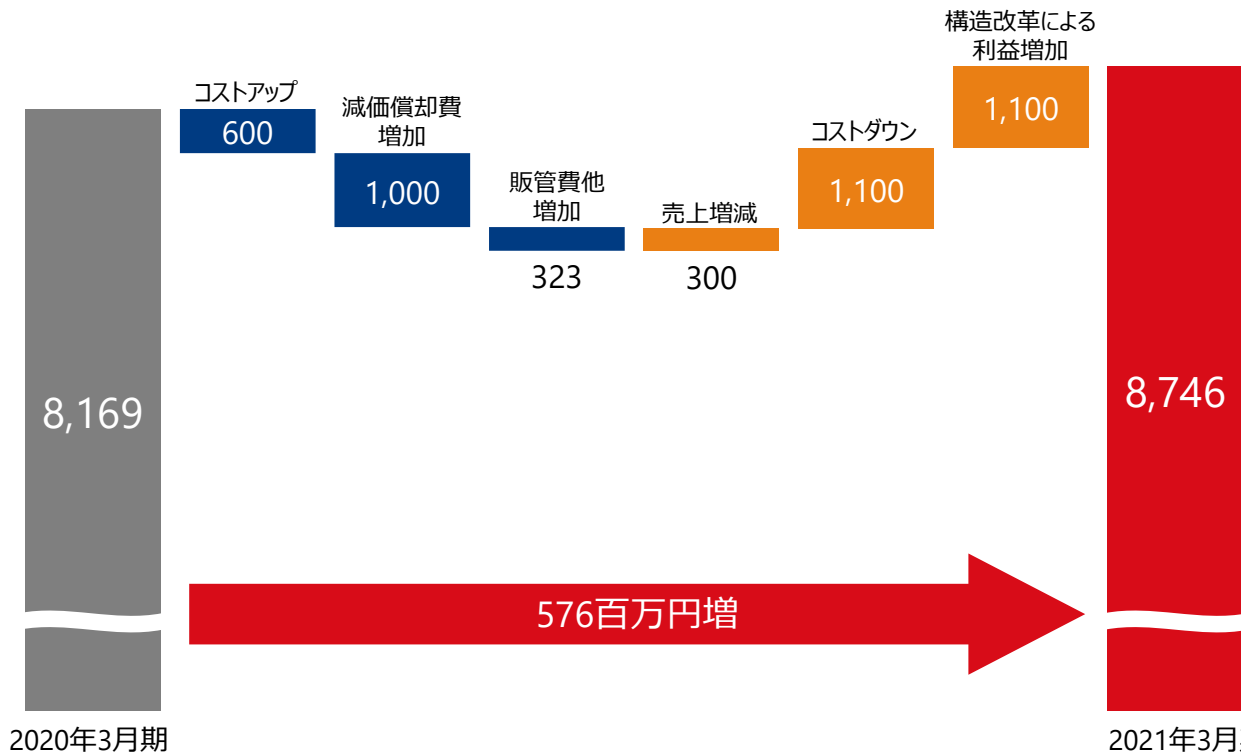 コストアップ
600
減価償却費
増加
1,000
販管費他
増加
323
売上増減
300
コストダウン
1,100
構造改革による
利益増加
1,100
8,169
8,746
576百万円増
2020年3月期
2021年3月